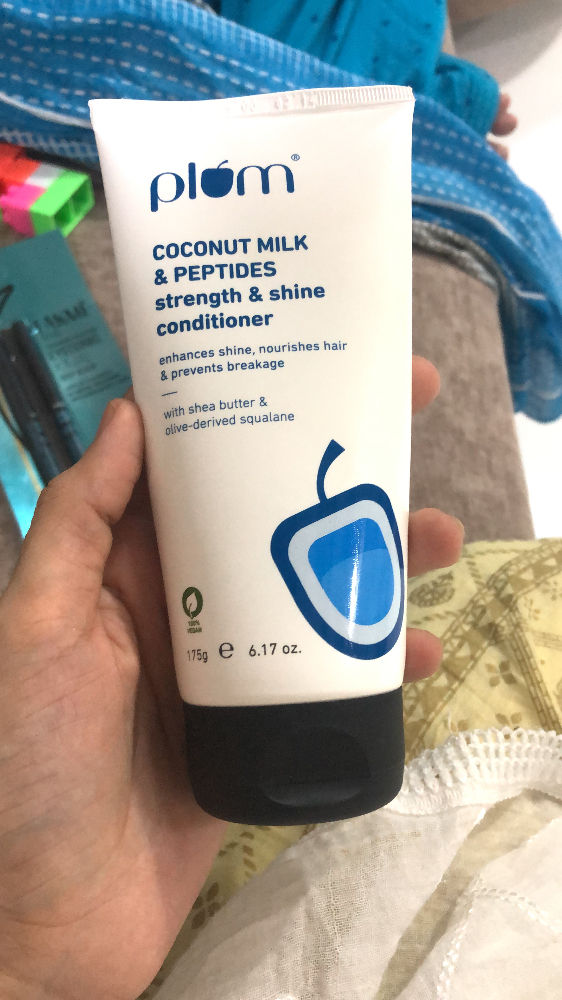 plum®
COCONUT MILK
& PEPTIDES
strength & shine
conditioner
enhances shine, nourishes hair
& prevents breakage
with shea butter &
olive-derived squalane
100%
VEGAN
175g e 6.17 oz.